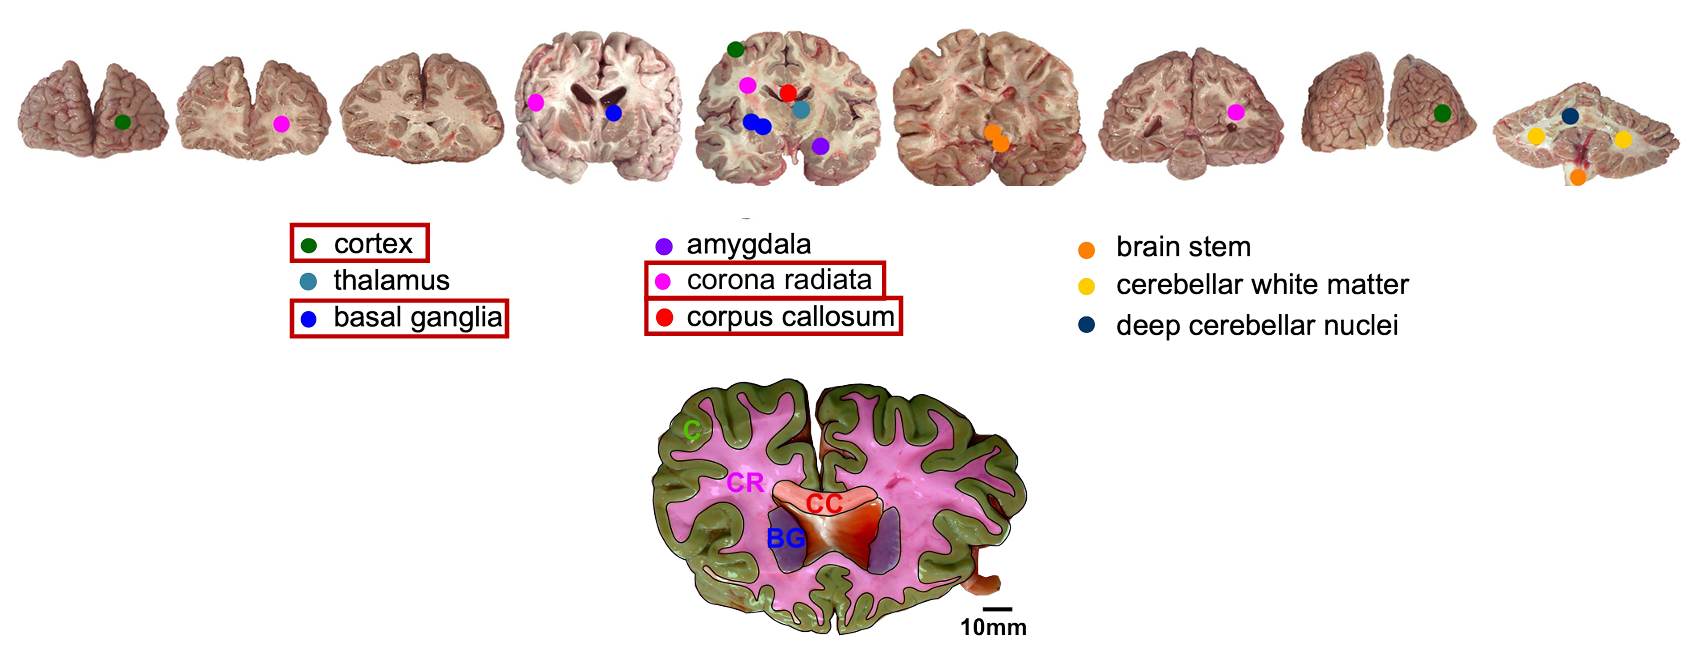 cortex
thalamus
basal ganglia
amygdala
corona radiata
corpus callosum
brain stem
cerebellar white matter
deep cerebellar nuclei
C
CR
CC
BG
10mm